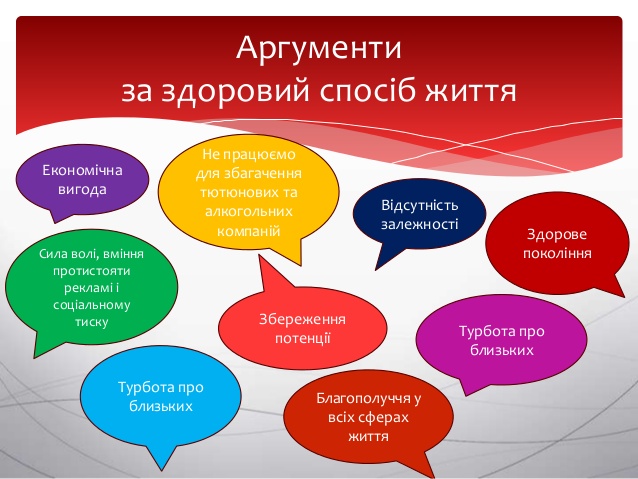 Аргументи
за здоровий спосіб життя
Економічна
вигода
Не працюємо
для збагачення
тютюнових та
алкогольних
компаній
Відсутність
залежності
Здорове
покоління
Сила волі, вміння
протистояти
рекламі і
соціальному
тиску
Збереження
потенції
Турбота про
близьких
Турбота про
близьких
Благополуччя у
всіх сферах
життя